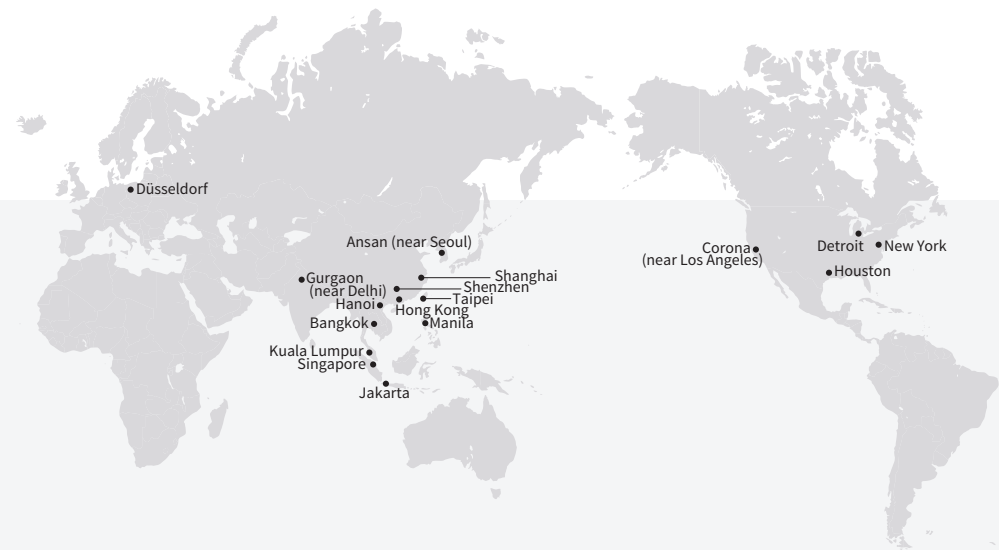 Düsseldorf
Ansan (near Seoul)
Corona
(near Los Angeles)
Detroit
New York
Houston
Gurgaon
(near Delhi)
Shanghai
Shenzhen
Taipei
Hanoi
Hong Kong
Bangkok
Manila
Kuala Lumpur
Singapore
Jakarta